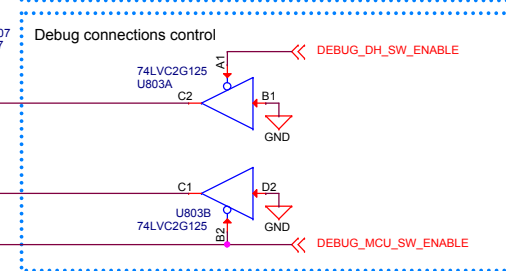 07
7
Debug connections control
DEBUG_DH_SW_ENABLE
A1
74LVC2G125
U803A
C2
B1
GND
C1
D2
U803B
74LVC2G125
B2
GND
DEBUG_MCU_SW_ENABLE